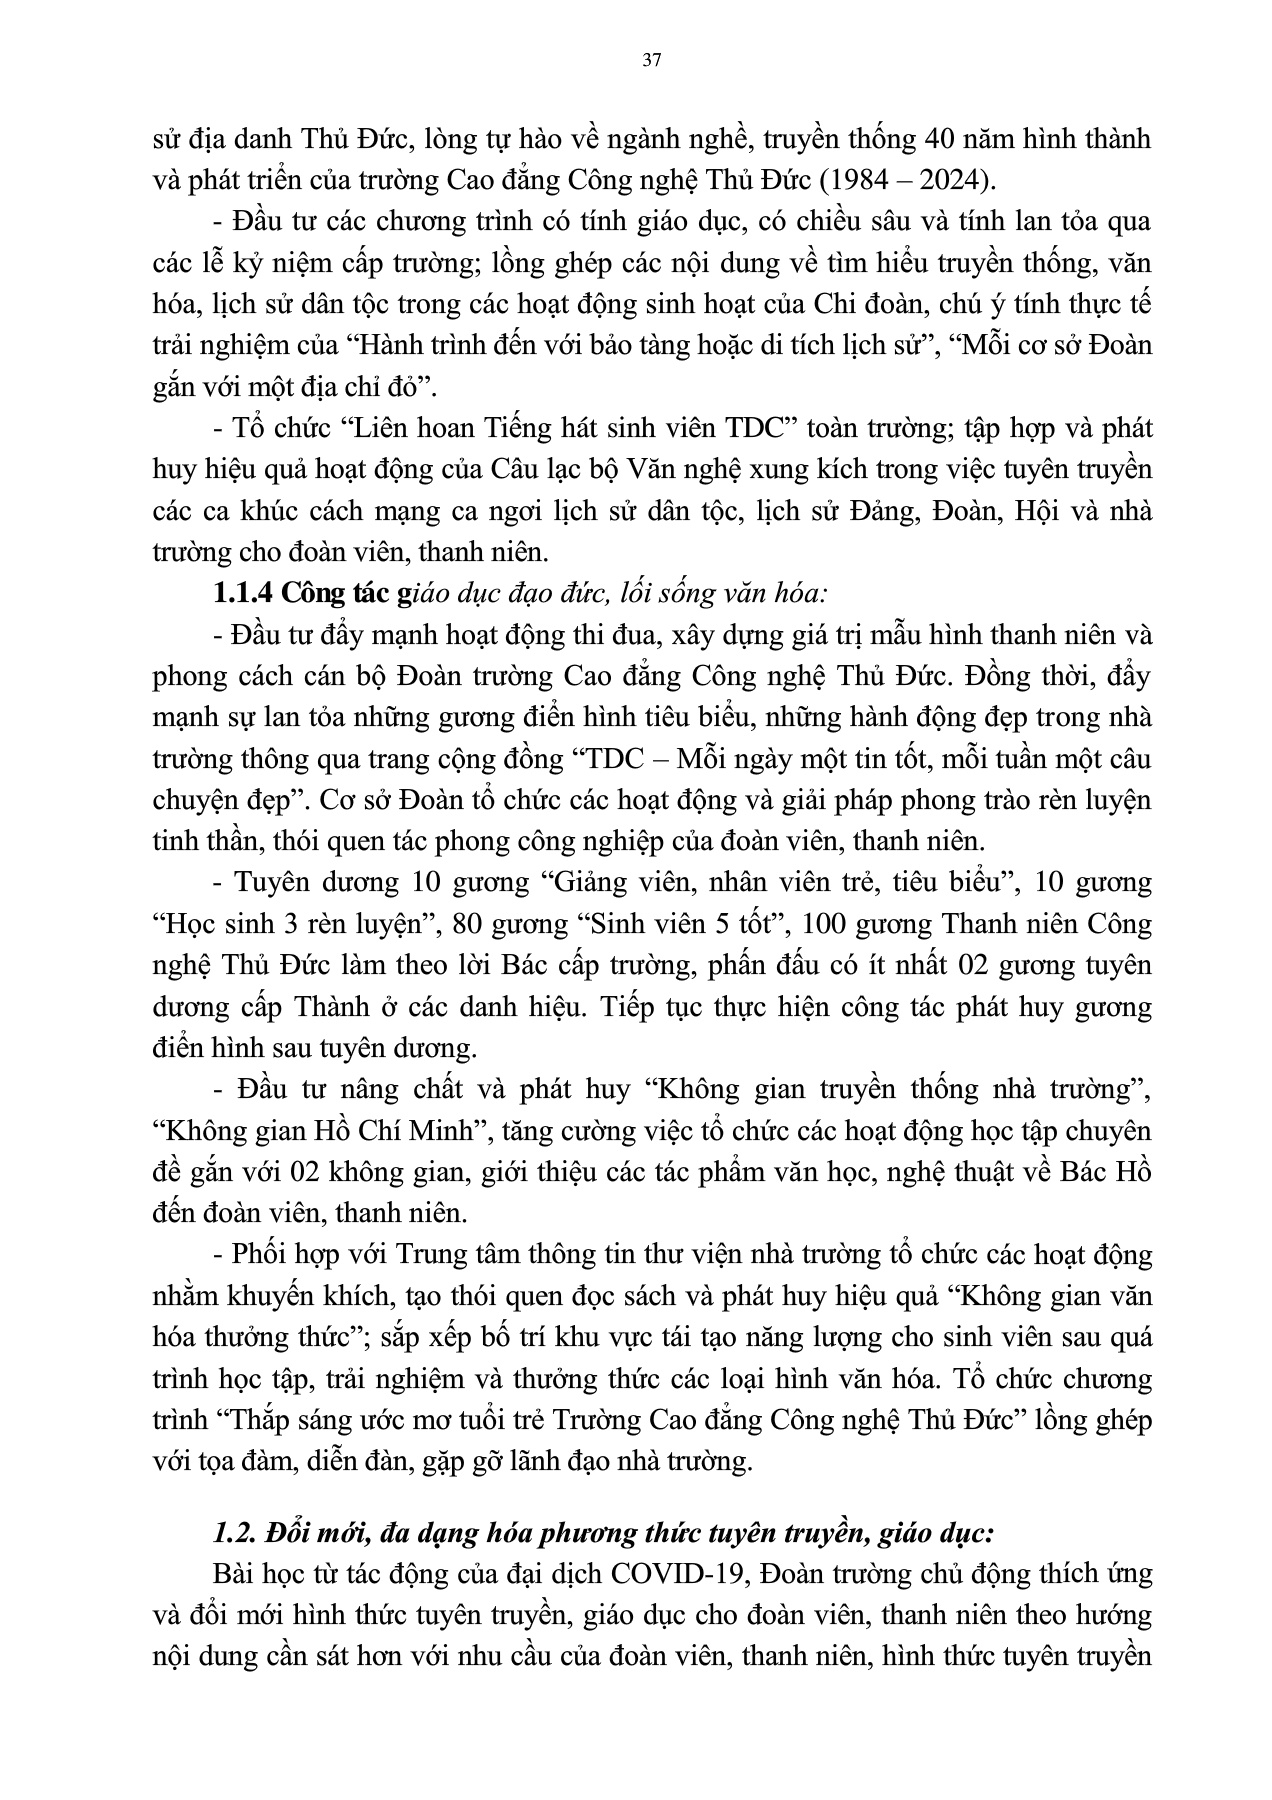 37
sử địa danh Thủ Đức, lòng tự hào về ngành nghề, truyền thống 40 năm hình thành
và phát triển của trường Cao đẳng Công nghệ Thủ Đức (1984 – 2024).
- Đầu tư các chương trình có tính giáo dục, có chiều sâu và tính lan tỏa qua
các lễ kỷ niệm cấp trường; lồng ghép các nội dung về tìm hiểu truyền thống, văn
hóa, lịch sử dân tộc trong các hoạt động sinh hoạt của Chi đoàn, chú ý tính thực tế
trải nghiệm của “Hành trình đến với bảo tàng hoặc di tích lịch sử”, “Mỗi cơ sở Đoàn
gắn với một địa chỉ đỏ”.
- Tổ chức “Liên hoan Tiếng hát sinh viên TDC” toàn trường; tập hợp và phát
huy hiệu quả hoạt động của Câu lạc bộ Văn nghệ xung kích trong việc tuyên truyền
các ca khúc cách mạng ca ngơi lịch sử dân tộc, lịch sử Đảng, Đoàn, Hội và nhà
trường cho đoàn viên, thanh niên.
1.1.4 Công tác giáo dục đạo đức, lối sống văn hóa:
- Đầu tư đẩy mạnh hoạt động thi đua, xây dựng giá trị mẫu hình thanh niên và
phong cách cán bộ Đoàn trường Cao đẳng Công nghệ Thủ Đức. Đồng thời, đẩy
mạnh sự lan tỏa những gương điển hình tiêu biểu, những hành động đẹp trong nhà
trường thông qua trang cộng đồng “TDC – Mỗi ngày một tin tốt, mỗi tuần một câu
chuyện đẹp”. Cơ sở Đoàn tổ chức các hoạt động và giải pháp phong trào rèn luyện
tinh thần, thói quen tác phong công nghiệp của đoàn viên, thanh niên.
- Tuyên dương 10 gương “Giảng viên, nhân viên trẻ, tiêu biểu”, 10 gương
“Học sinh 3 rèn luyện”, 80 gương “Sinh viên 5 tốt”, 100 gương Thanh niên Công
nghệ Thủ Đức làm theo lời Bác cấp trường, phấn đấu có ít nhất 02 gương tuyên
dương cấp Thành ở các danh hiệu. Tiếp tục thực hiện công tác phát huy gương
điển hình sau tuyên dương.
- Đầu tư nâng chất và phát huy “Không gian truyền thống nhà trường”,
“Không gian Hồ Chí Minh”, tăng cường việc tổ chức các hoạt động học tập chuyên
đề gắn với 02 không gian, giới thiệu các tác phẩm văn học, nghệ thuật về Bác Hồ
đến đoàn viên, thanh niên.
- Phối hợp với Trung tâm thông tin thư viện nhà trường tổ chức các hoạt động
nhằm khuyến khích, tạo thói quen đọc sách và phát huy hiệu quả “Không gian văn
hóa thưởng thức”; sắp xếp bố trí khu vực tái tạo năng lượng cho sinh viên sau quá
trình học tập, trải nghiệm và thưởng thức các loại hình văn hóa. Tổ chức chương
trình “Thắp sáng ước mơ tuổi trẻ Trường Cao đẳng Công nghệ Thủ Đức” lồng ghép
với tọa đàm, diễn đàn, gặp gỡ lãnh đạo nhà trường.
1.2. Đổi mới, đa dạng hóa phương thức tuyên truyền, giáo dục:
Bài học từ tác động của đại dịch COVID-19, Đoàn trường chủ động thích ứng
và đổi mới hình thức tuyên truyền, giáo dục cho đoàn viên, thanh niên theo hướng
nội dung cần sát hơn với nhu cầu của đoàn viên, thanh niên, hình thức tuyên truyền